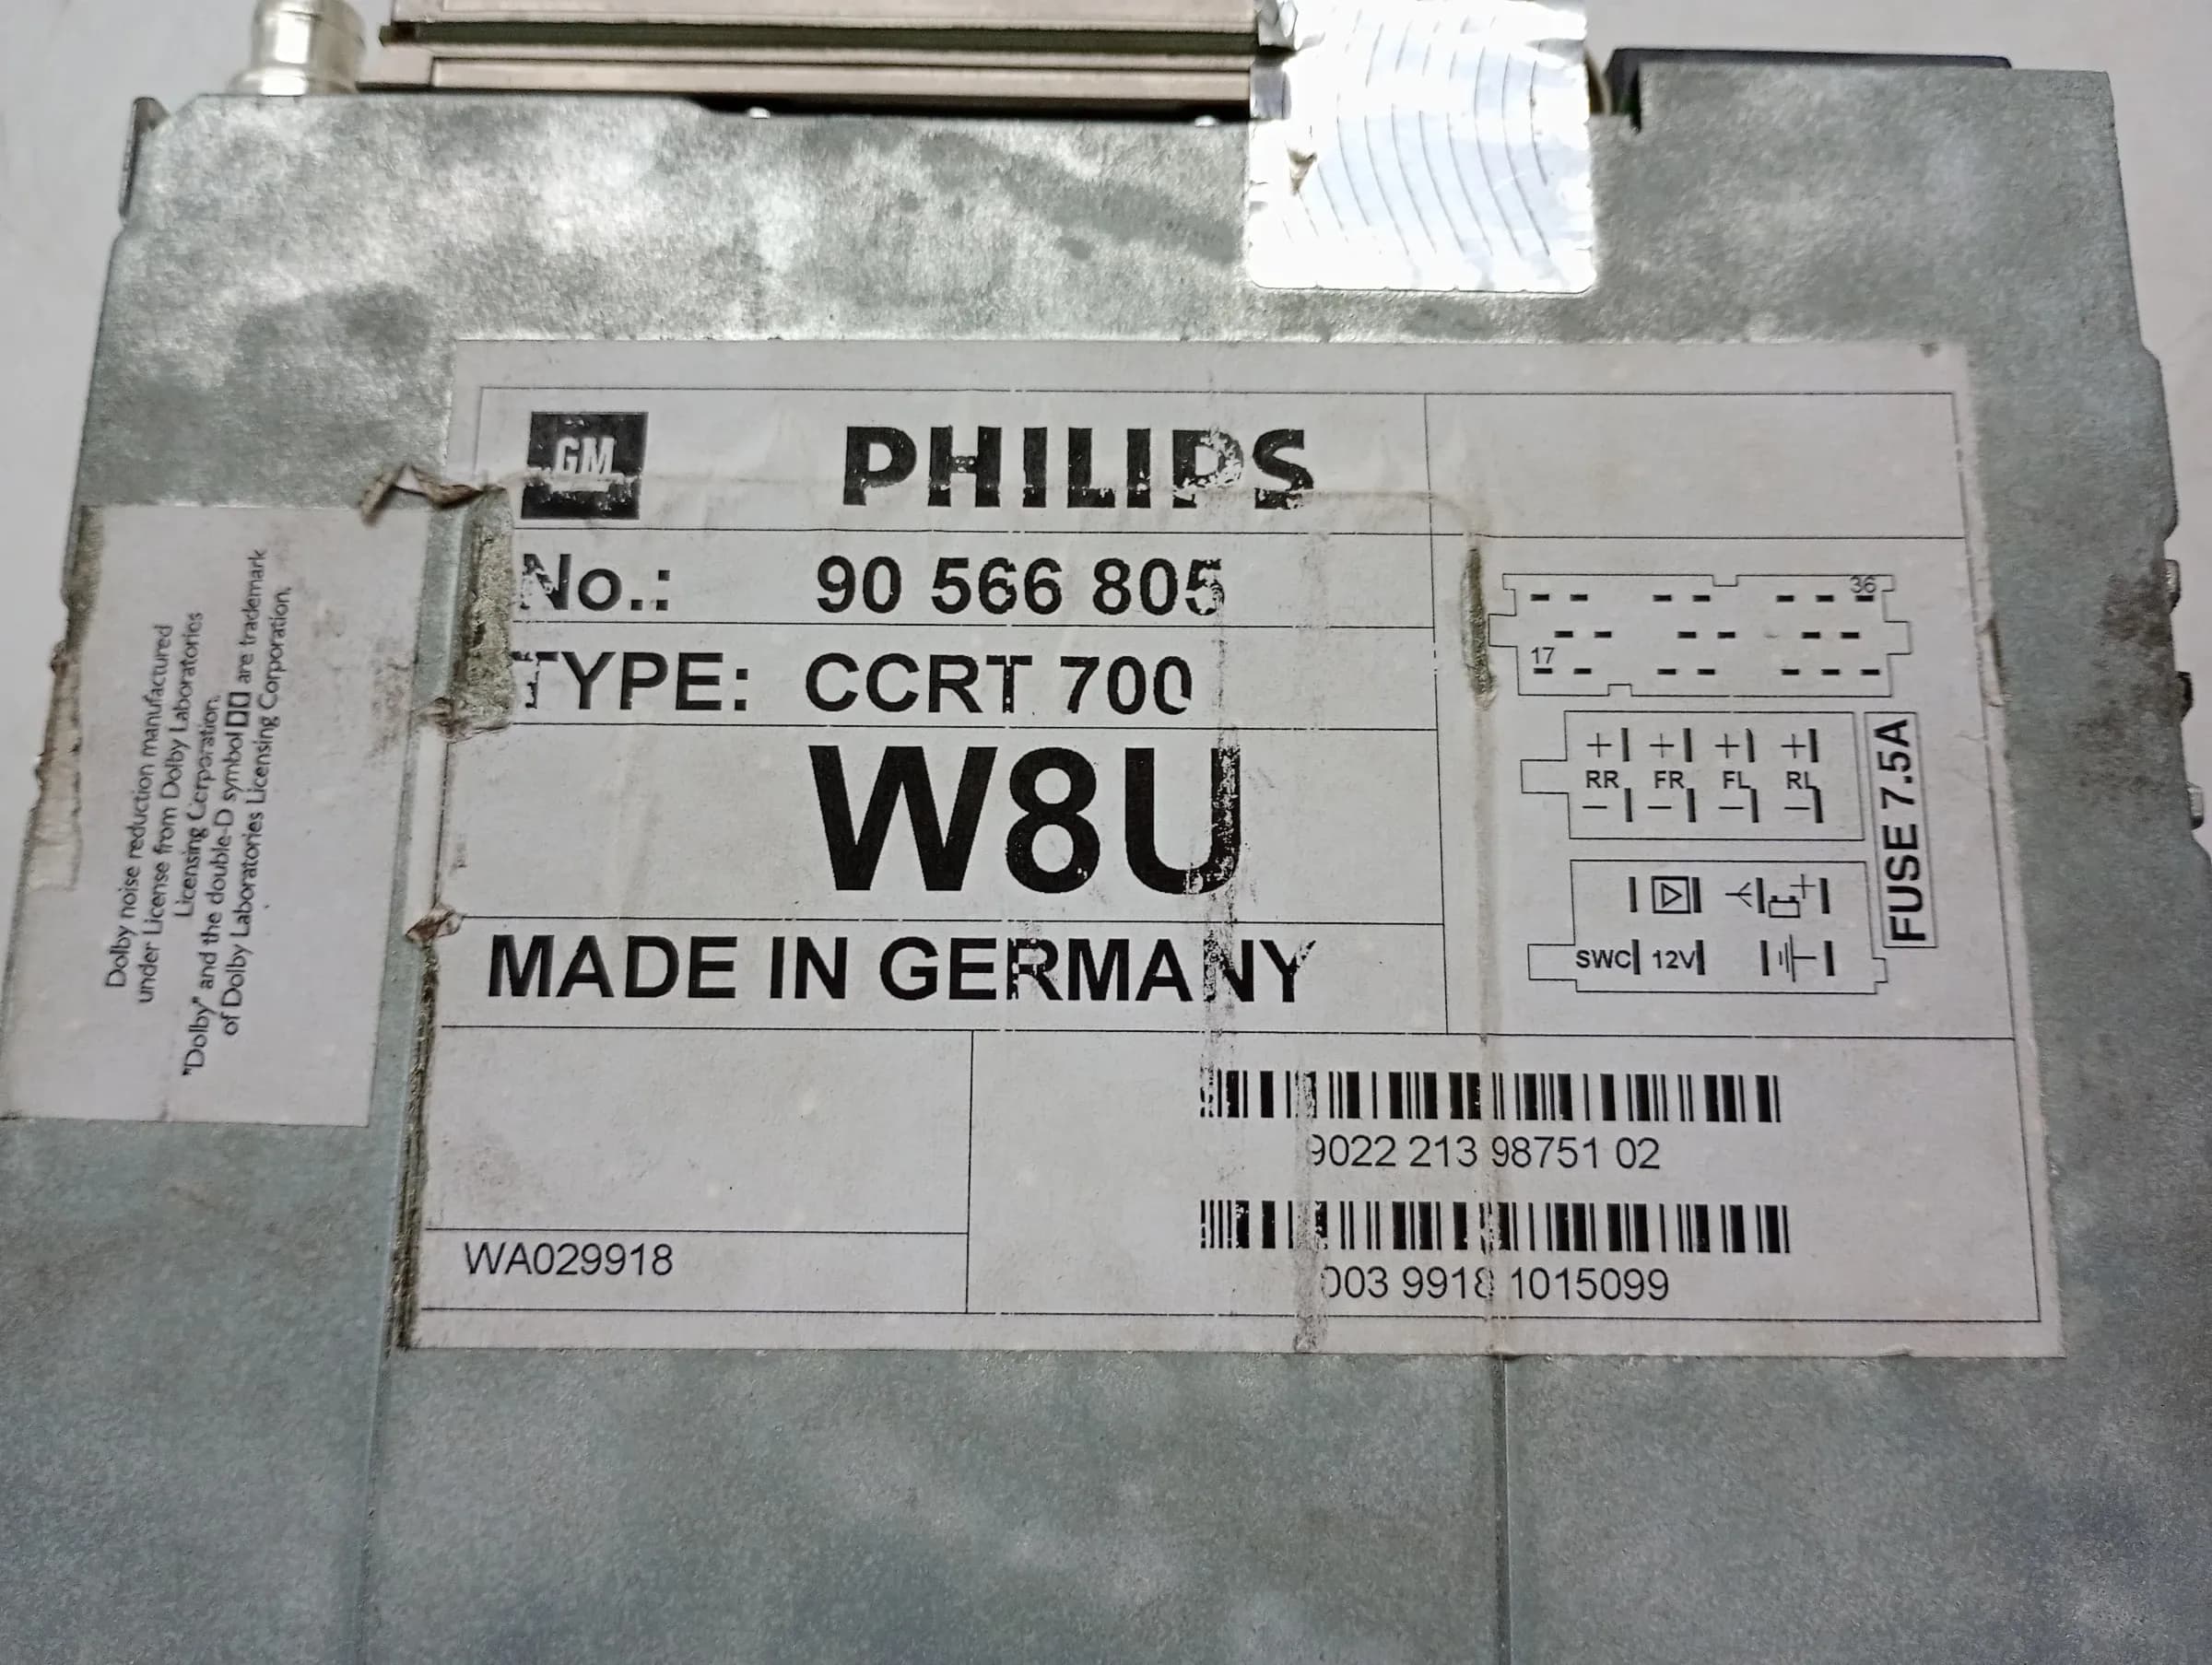 GM
PHILIPS
No.: 90 566 805
TYPE: CCRT 700
W8U
MADE IN GERMANY
36
17
+ + + +
RR FR FL RL
- - - -
+
SWC 12V
FUSE 7.5A
9022 213 98751 02
003 9918 1015099
WA029918
Dolby noise reduction manufactured
under License from Dolby Laboratories
Licensing Corporation.
"Dolby" and the double-D symbol are trademark
of Dolby Laboratories Licensing Corporation.